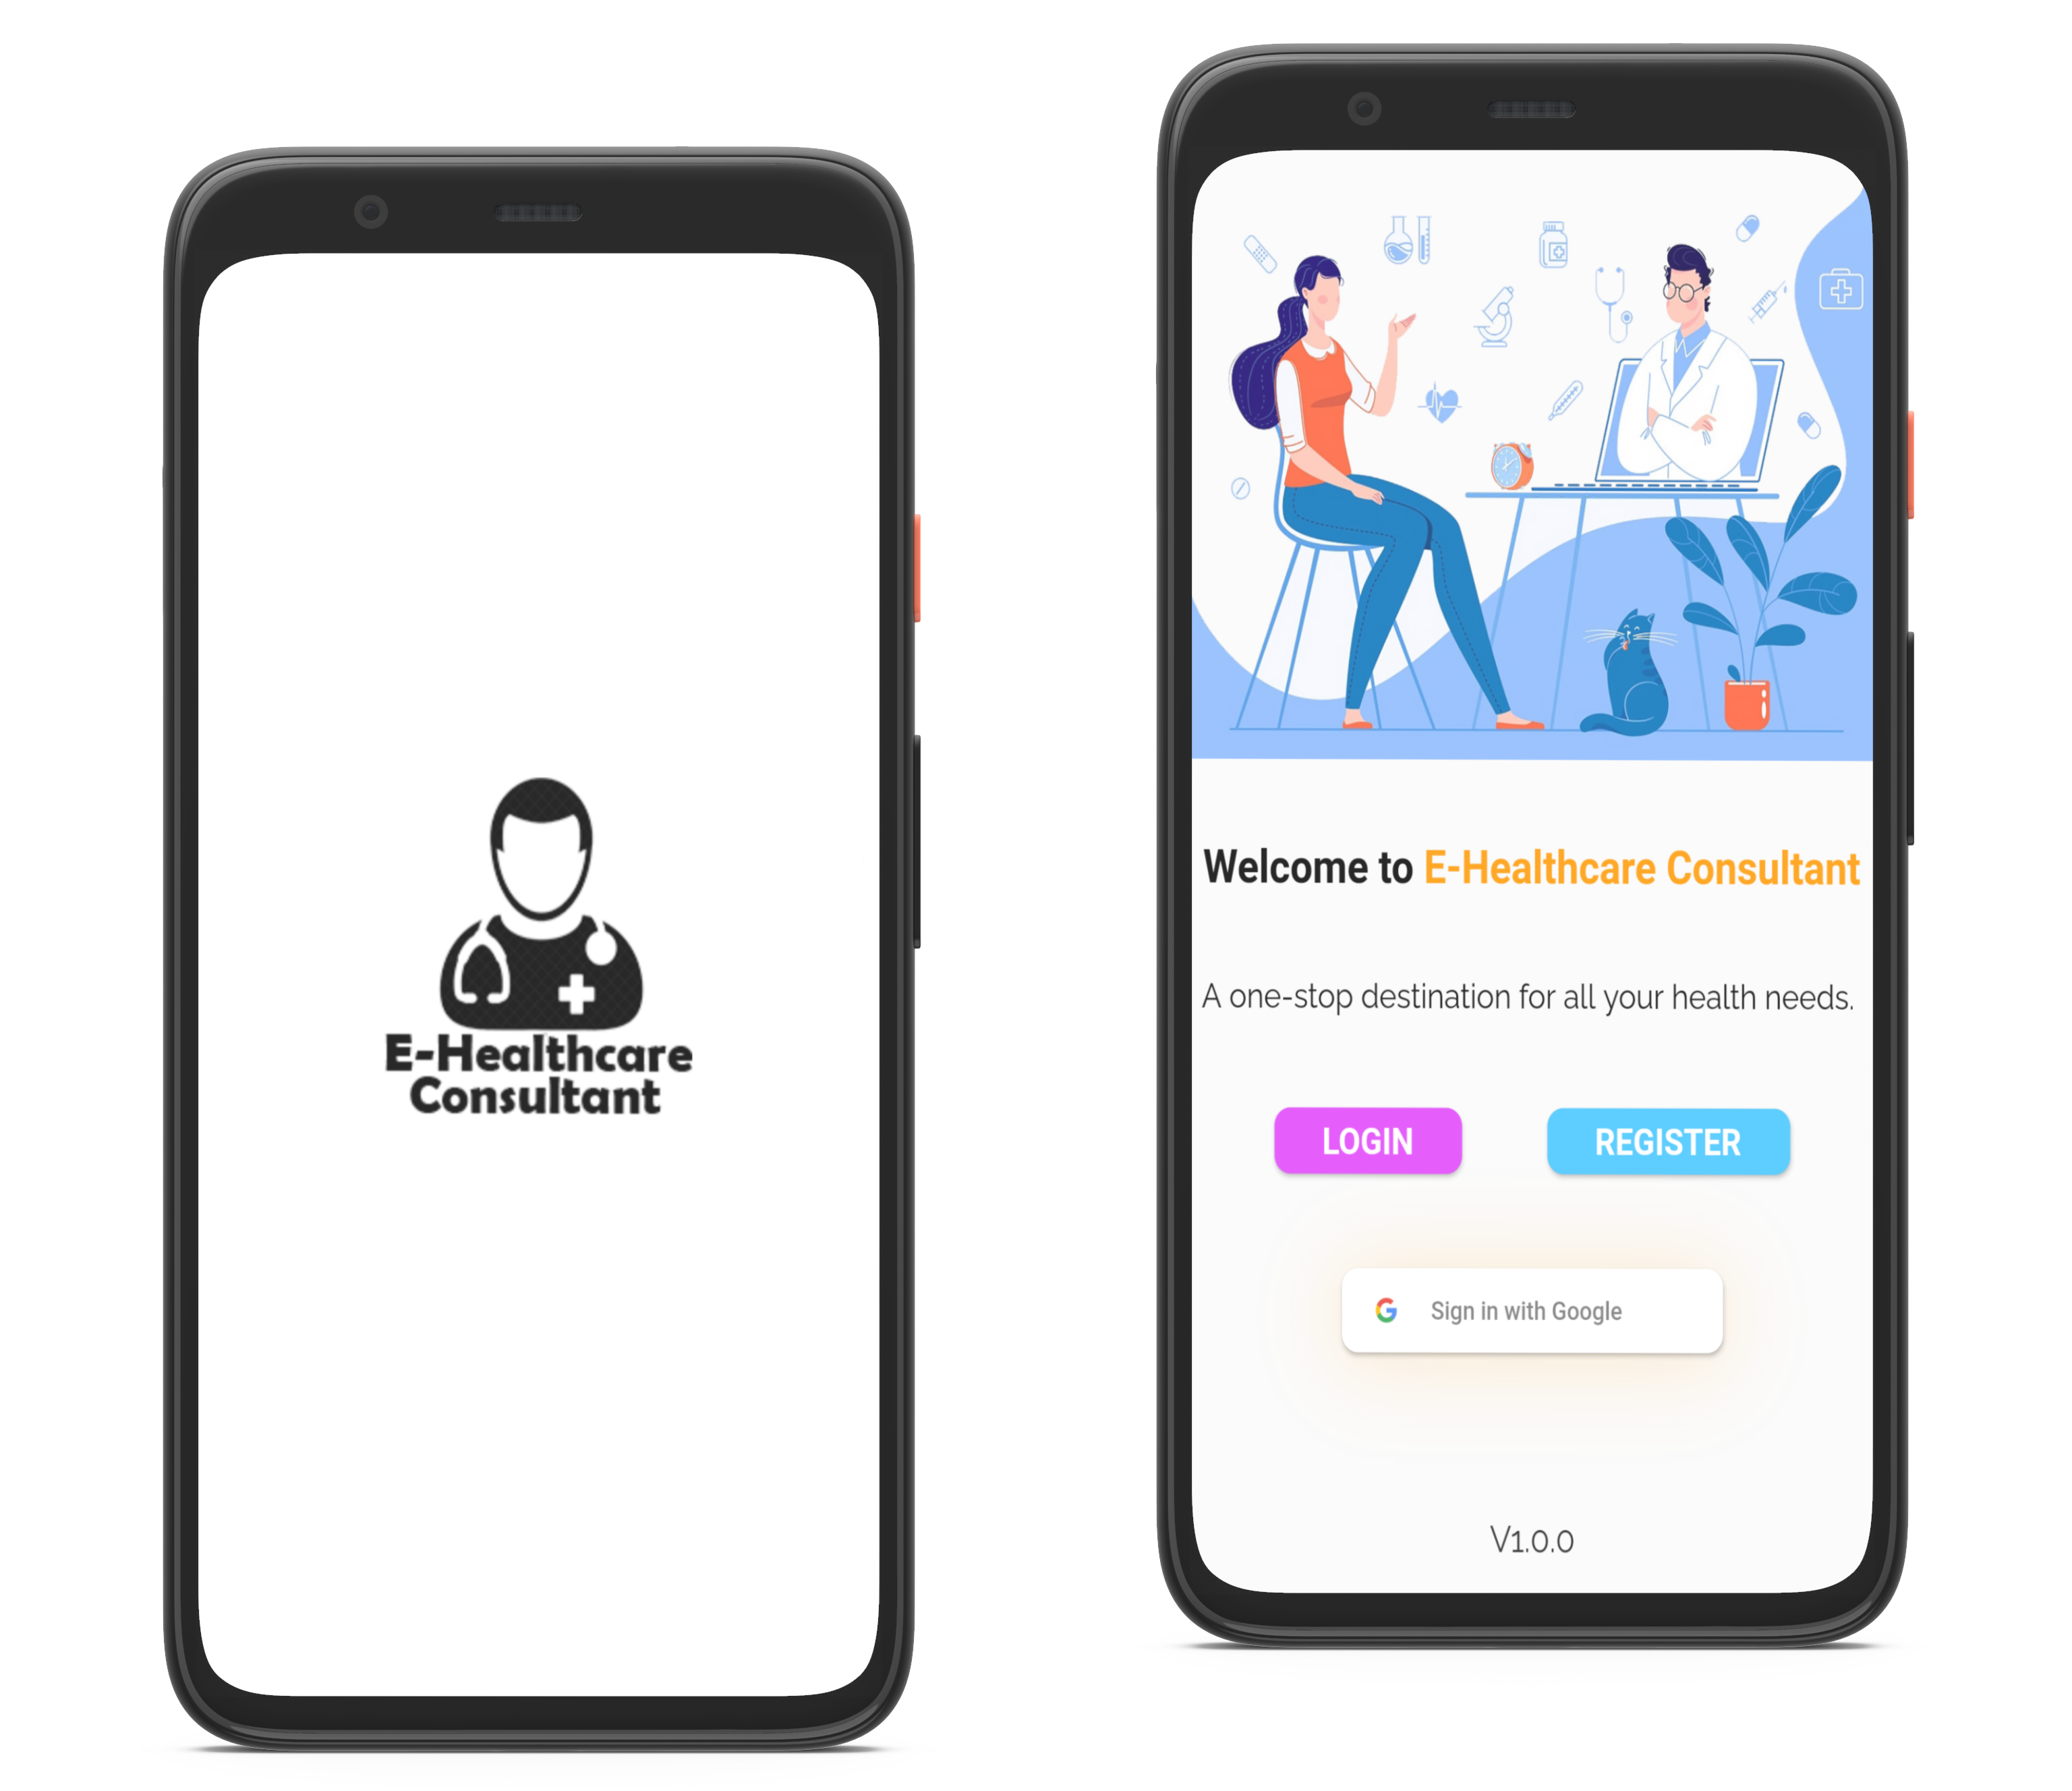 E-Healthcare
Consultant
Welcome to E-Healthcare Consultant
A one-stop destination for all your health needs.
LOGIN
REGISTER
Sign in with Google
V1.0.0